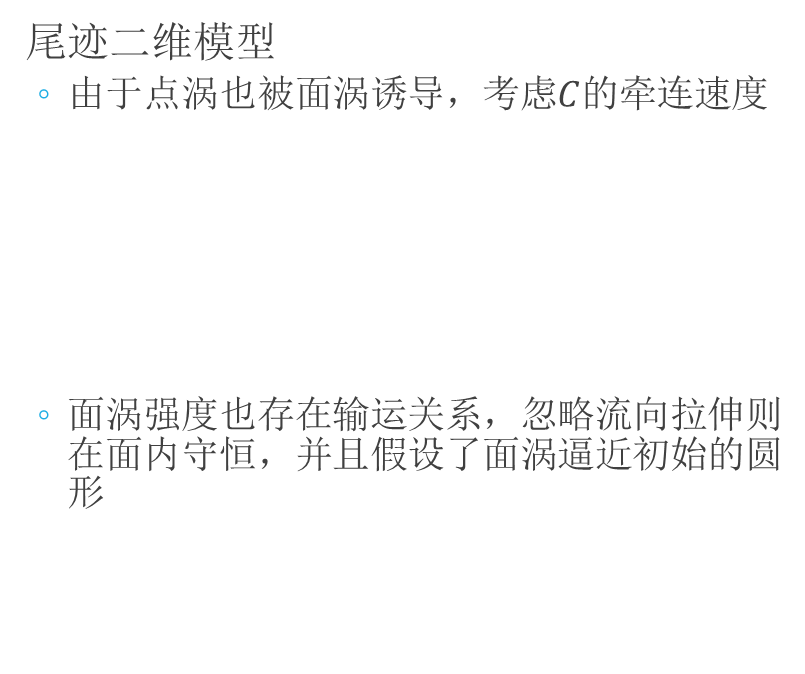 尾迹二维模型
由于点涡也被面涡诱导，考虑C的牵连速度
面涡强度也存在输运关系，忽略流向拉伸则
在面内守恒，并且假设了面涡逼近初始的圆
形